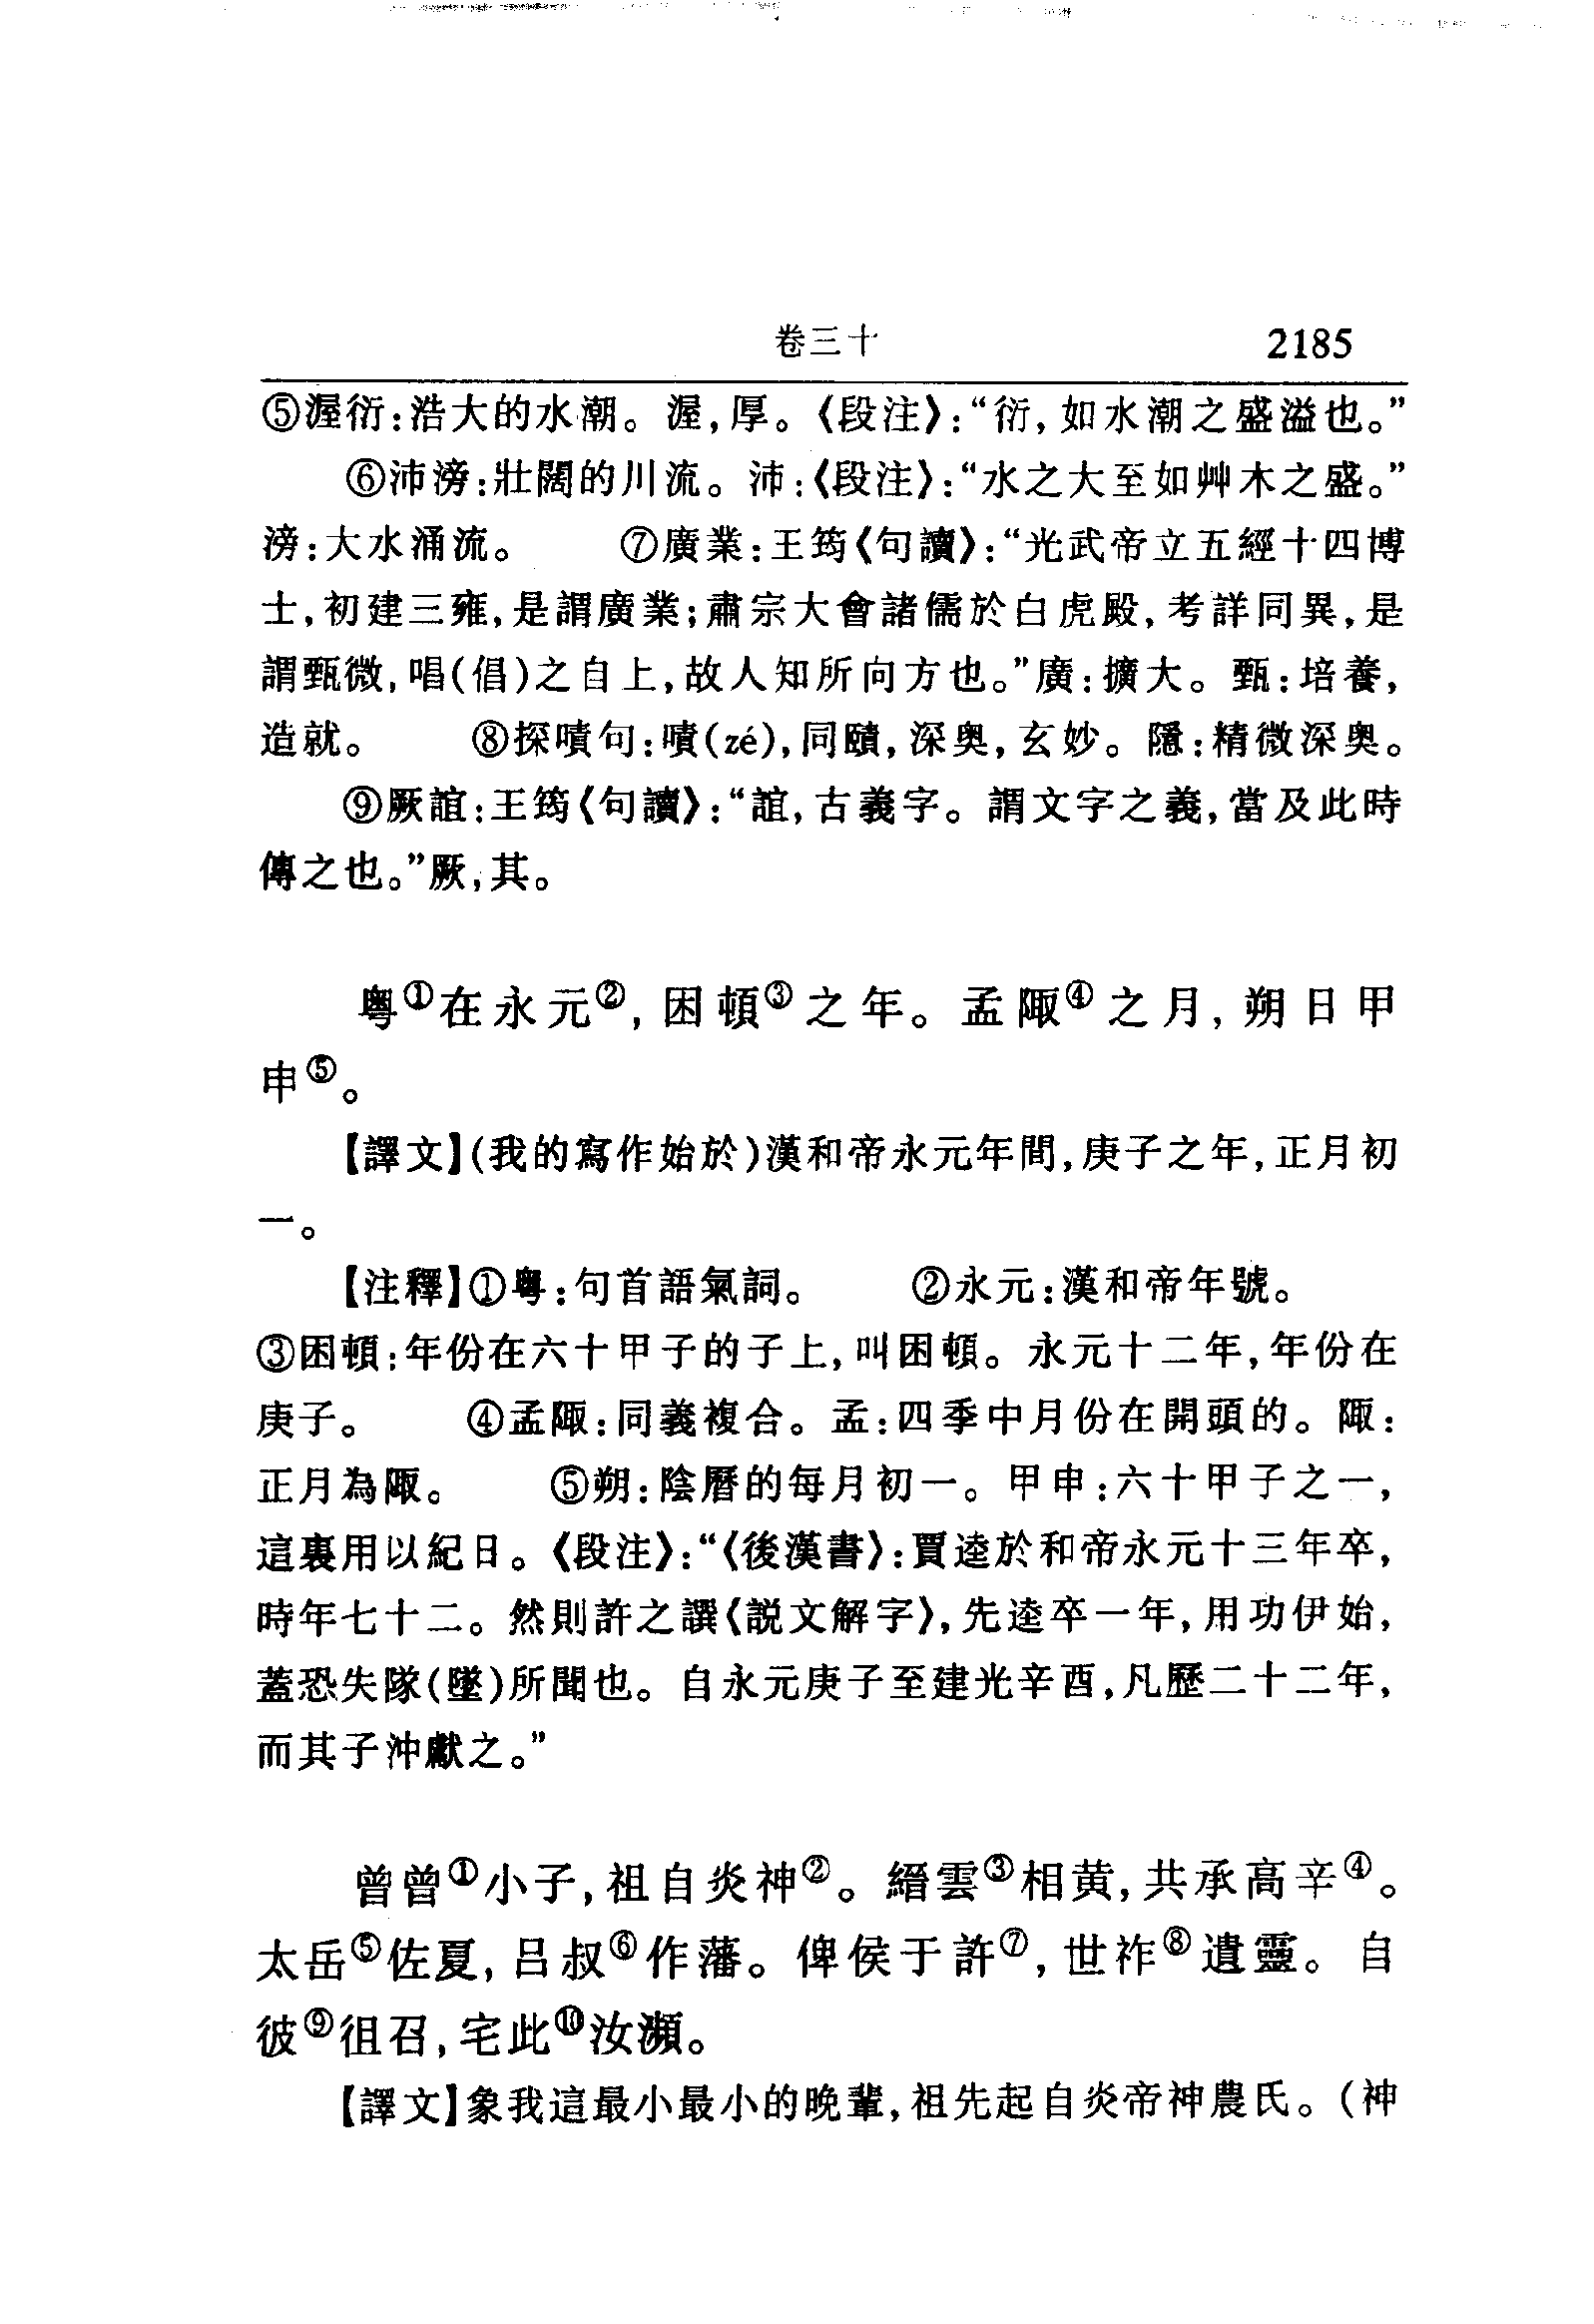 卷三十 2185
⑤渥衍:浩大的水潮。渥,厚。《段注》:“衍,如水潮之盛溢也。”
⑥沛滂:壯闊的川流。沛:《段注》:“水之大至如艸木之盛。”
滂:大水涌流。 ⑦廣業:王筠《句讀》:“光武帝立五經十四博
士,初建三雍,是謂廣業;肅宗大會諸儒於白虎殿,考詳同異,是
謂甄微,唱(倡)之自上,故人知所向方也。”廣:擴大。甄:培養,
造就。 ⑧探嘖句:嘖(zé),同賾,深奥,玄妙。隱:精微深奥。
⑨厥誼:王筠《句讀》:“誼,古義字。謂文字之義,當及此時
傳之也。”厥,其。
粤①在永元②,困頓③之年。孟陬④之月,朔日甲
申⑤。
【譯文】(我的寫作始於)漢和帝永元年間,庚子之年,正月初
一。
【注釋】①粤:句首語氣詞。 ②永元:漢和帝年號。
③困頓:年份在六十甲子的子上,叫困頓。永元十二年,年份在
庚子。 ④孟陬:同義複合。孟:四季中月份在開頭的。陬:
正月為陬。 ⑤朔:陰曆的每月初一。甲申:六十甲子之一,
這裏用以紀日。《段注》:“《後漢書》:賈逵於和帝永元十三年卒,
時年七十二。然則許之譔《説文解字》,先逵卒一年,用功伊始,
蓋恐失隊(墜)所聞也。自永元庚子至建光辛酉,凡歷二十二年,
而其子沖獻之。”
曾曾①小子,祖自炎神②。縉雲③相黄,共承高辛④。
太岳⑤佐夏,吕叔⑥作藩。俾侯于許⑦,世祚⑧遺靈。自
彼⑨徂召,宅此⑩汝瀕。
【譯文】象我這最小最小的晚輩,祖先起自炎帝神農氏。(神